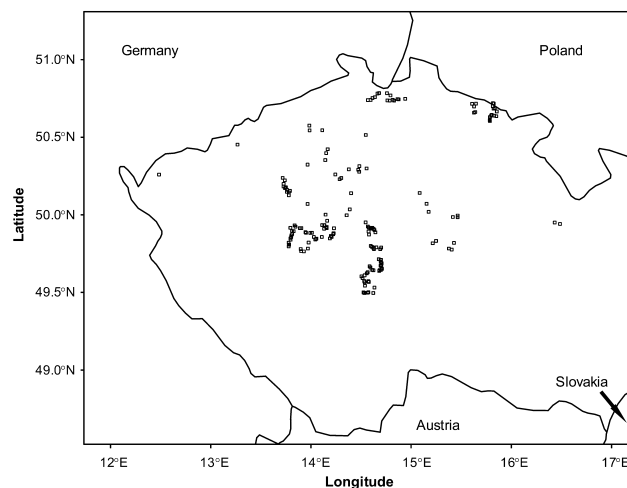 Germany
Poland
51.0°N
50.5°N
50.0°N
49.5°N
49.0°N
Latitude
Slovakia
Austria
12°E 13°E 14°E 15°E 16°E 17°E
Longitude